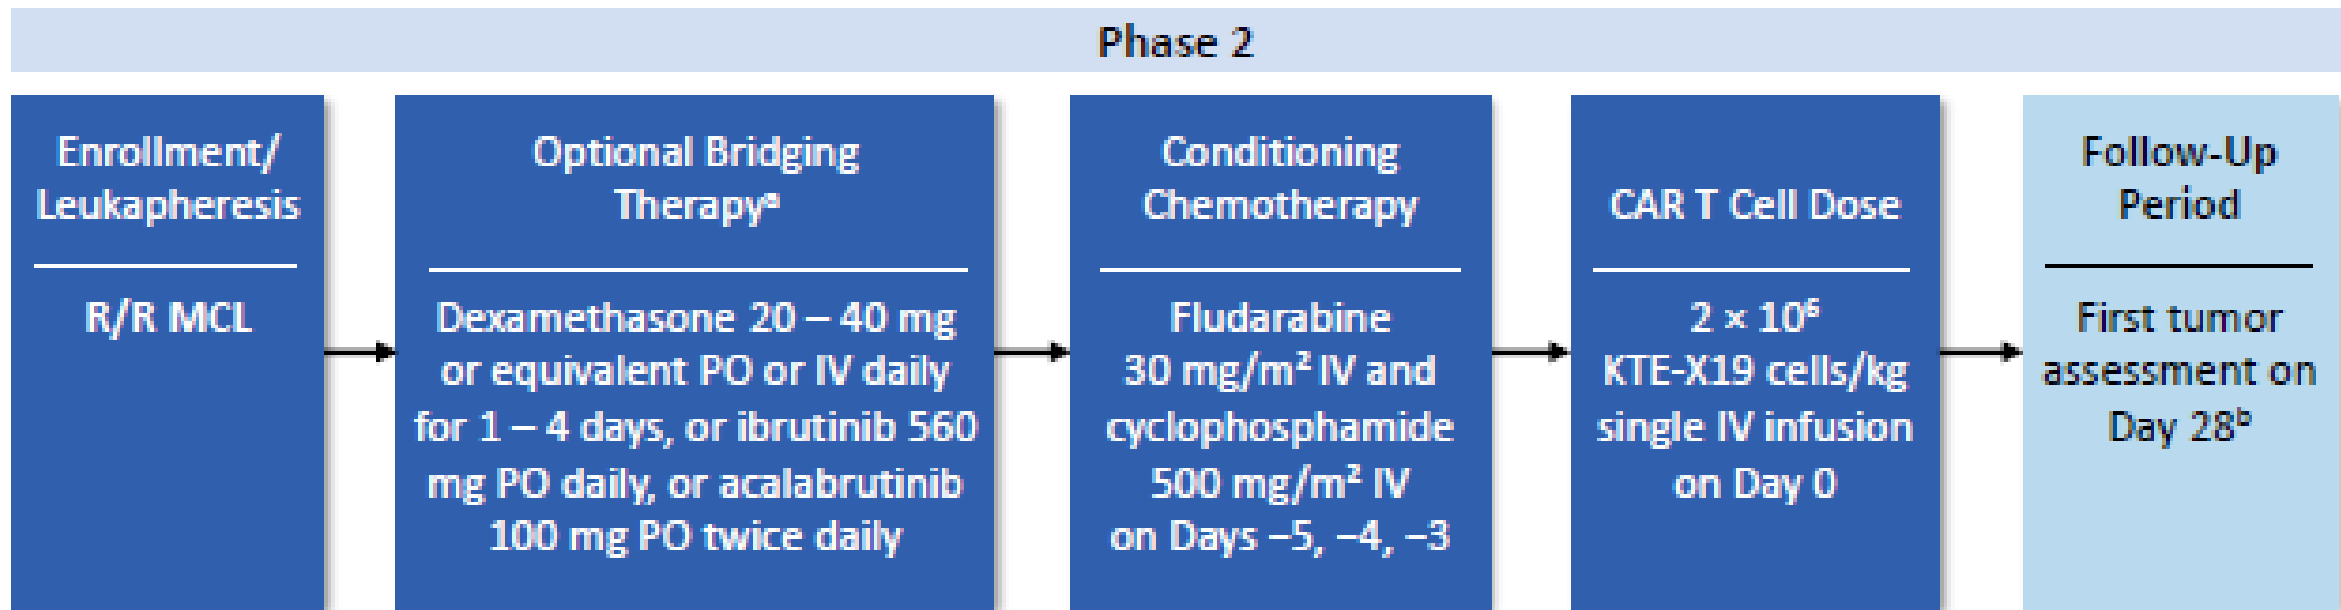 Phase 2
Enrollment/
Leukapheresis
R/R MCL
Optional Bridging
Therapyᵃ
Dexamethasone 20 – 40 mg
or equivalent PO or IV daily
for 1 – 4 days, or ibrutinib 560
mg PO daily, or acalabrutinib
100 mg PO twice daily
Conditioning
Chemotherapy
Fludarabine
30 mg/m² IV and
cyclophosphamide
500 mg/m² IV
on Days –5, –4, –3
CAR T Cell Dose
2 × 10⁶
KTE-X19 cells/kg
single IV infusion
on Day 0
Follow-Up
Period
First tumor
assessment on
Day 28ᵇ